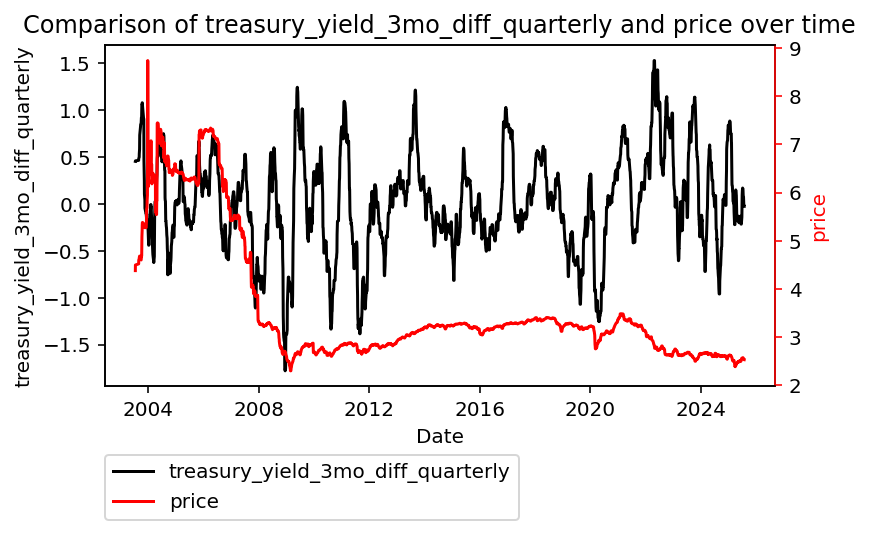 Comparison of treasury_yield_3mo_diff_quarterly and price over time
treasury_yield_3mo_diff_quarterly
1.5
1.0
0.5
0.0
−0.5
−1.0
−1.5
9
8
7
6
5
4
3
2
price
2004 2008 2012 2016 2020 2024
Date
treasury_yield_3mo_diff_quarterly
price